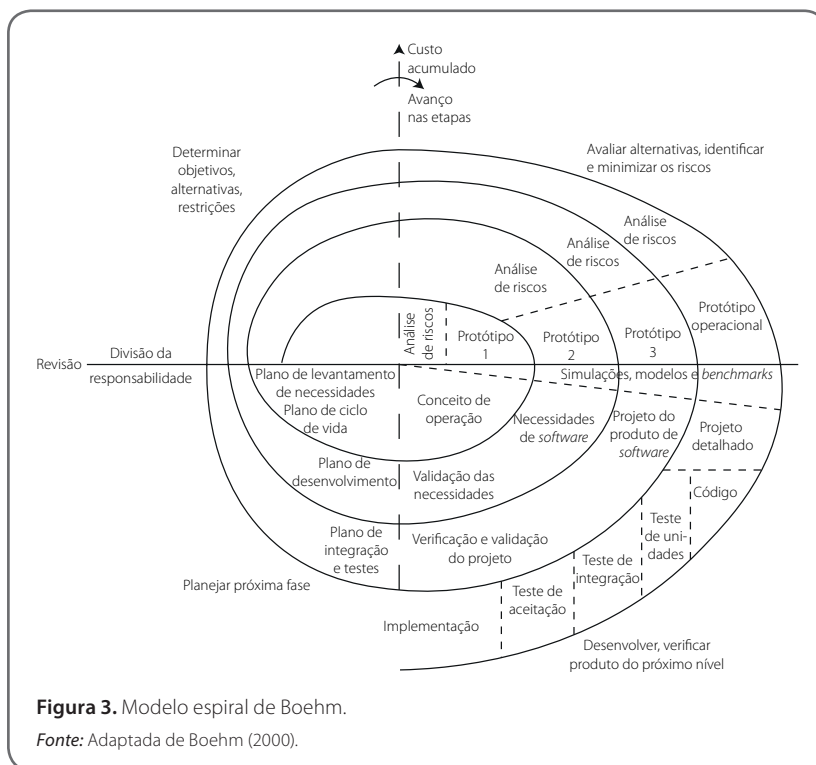 Custo
acumulado
Avanço
nas etapas
Determinar
objetivos,
alternativas,
restrições
Avaliar alternativas, identificar
e minimizar os riscos
Análise
de riscos
Análise
de riscos
Análise
de riscos
Análise
de riscos
Protótipo
1
Protótipo
2
Protótipo
3
Protótipo
operacional
Revisão
Divisão da
responsabilidade
Simulações, modelos e benchmarks
Plano de levantamento
de necessidades
Plano de ciclo
de vida
Conceito de
operação
Necessidades
de software
Projeto do
produto de
software
Projeto
detalhado
Plano de
desenvolvimento
Validação das
necessidades
Código
Teste
de uni-
dades
Plano de
integração
e testes
Verificação e validação
do projeto
Teste de
integração
Planejar próxima fase
Teste de
aceitação
Implementação
Desenvolver, verificar
produto do próximo nível
Figura 3. Modelo espiral de Boehm.
Fonte: Adaptada de Boehm (2000).